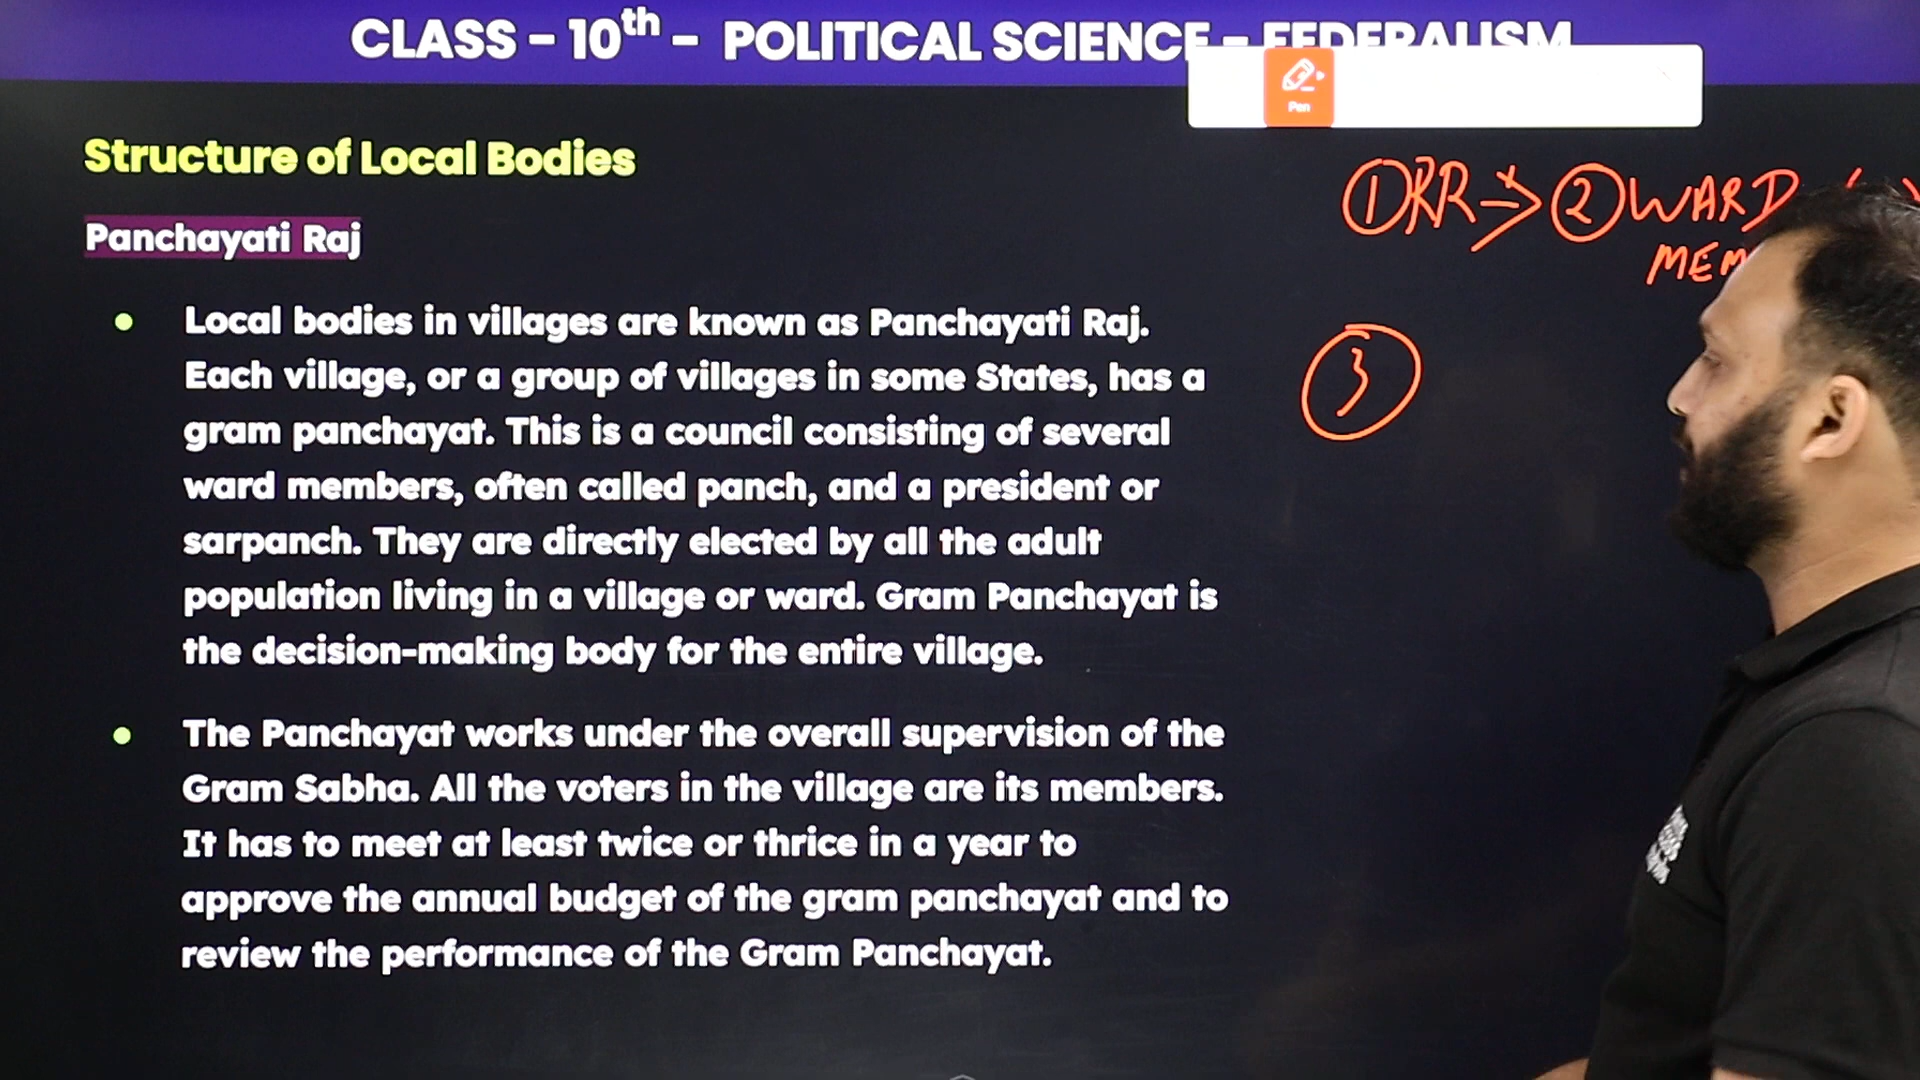 CLASS - 10th - POLITICAL SCIENCE - FEDERALISM
Pen
Structure of Local Bodies
Panchayati Raj
Local bodies in villages are known as Panchayati Raj.
Each village, or a group of villages in some States, has a
gram panchayat. This is a council consisting of several
ward members, often called panch, and a president or
sarpanch. They are directly elected by all the adult
population living in a village or ward. Gram Panchayat is
the decision-making body for the entire village.
The Panchayat works under the overall supervision of the
Gram Sabha. All the voters in the village are its members.
It has to meet at least twice or thrice in a year to
approve the annual budget of the gram panchayat and to
review the performance of the Gram Panchayat.
① ② WARD
MEM
③